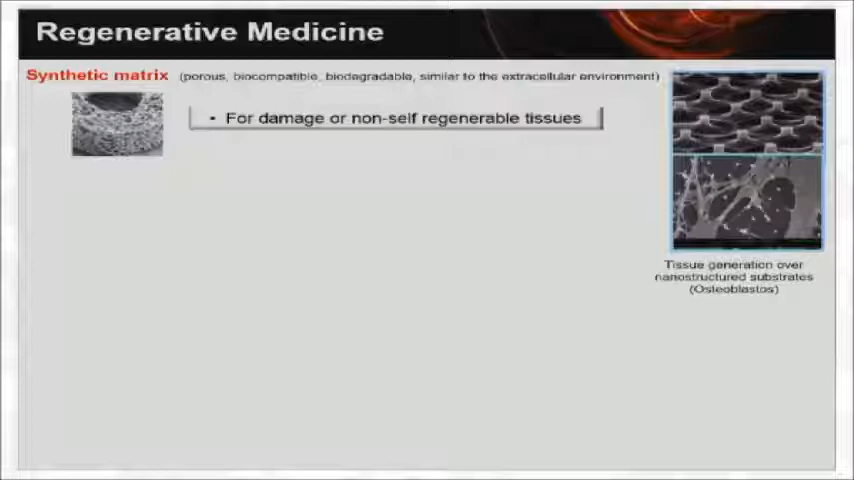 Regenerative Medicine
Synthetic matrix (porous, biocompatible, biodegradable, similar to the extracellular environment)
• For damage or non-self regenerable tissues
Tissue generation over
nanostructured substrates
(Osteoblastos)